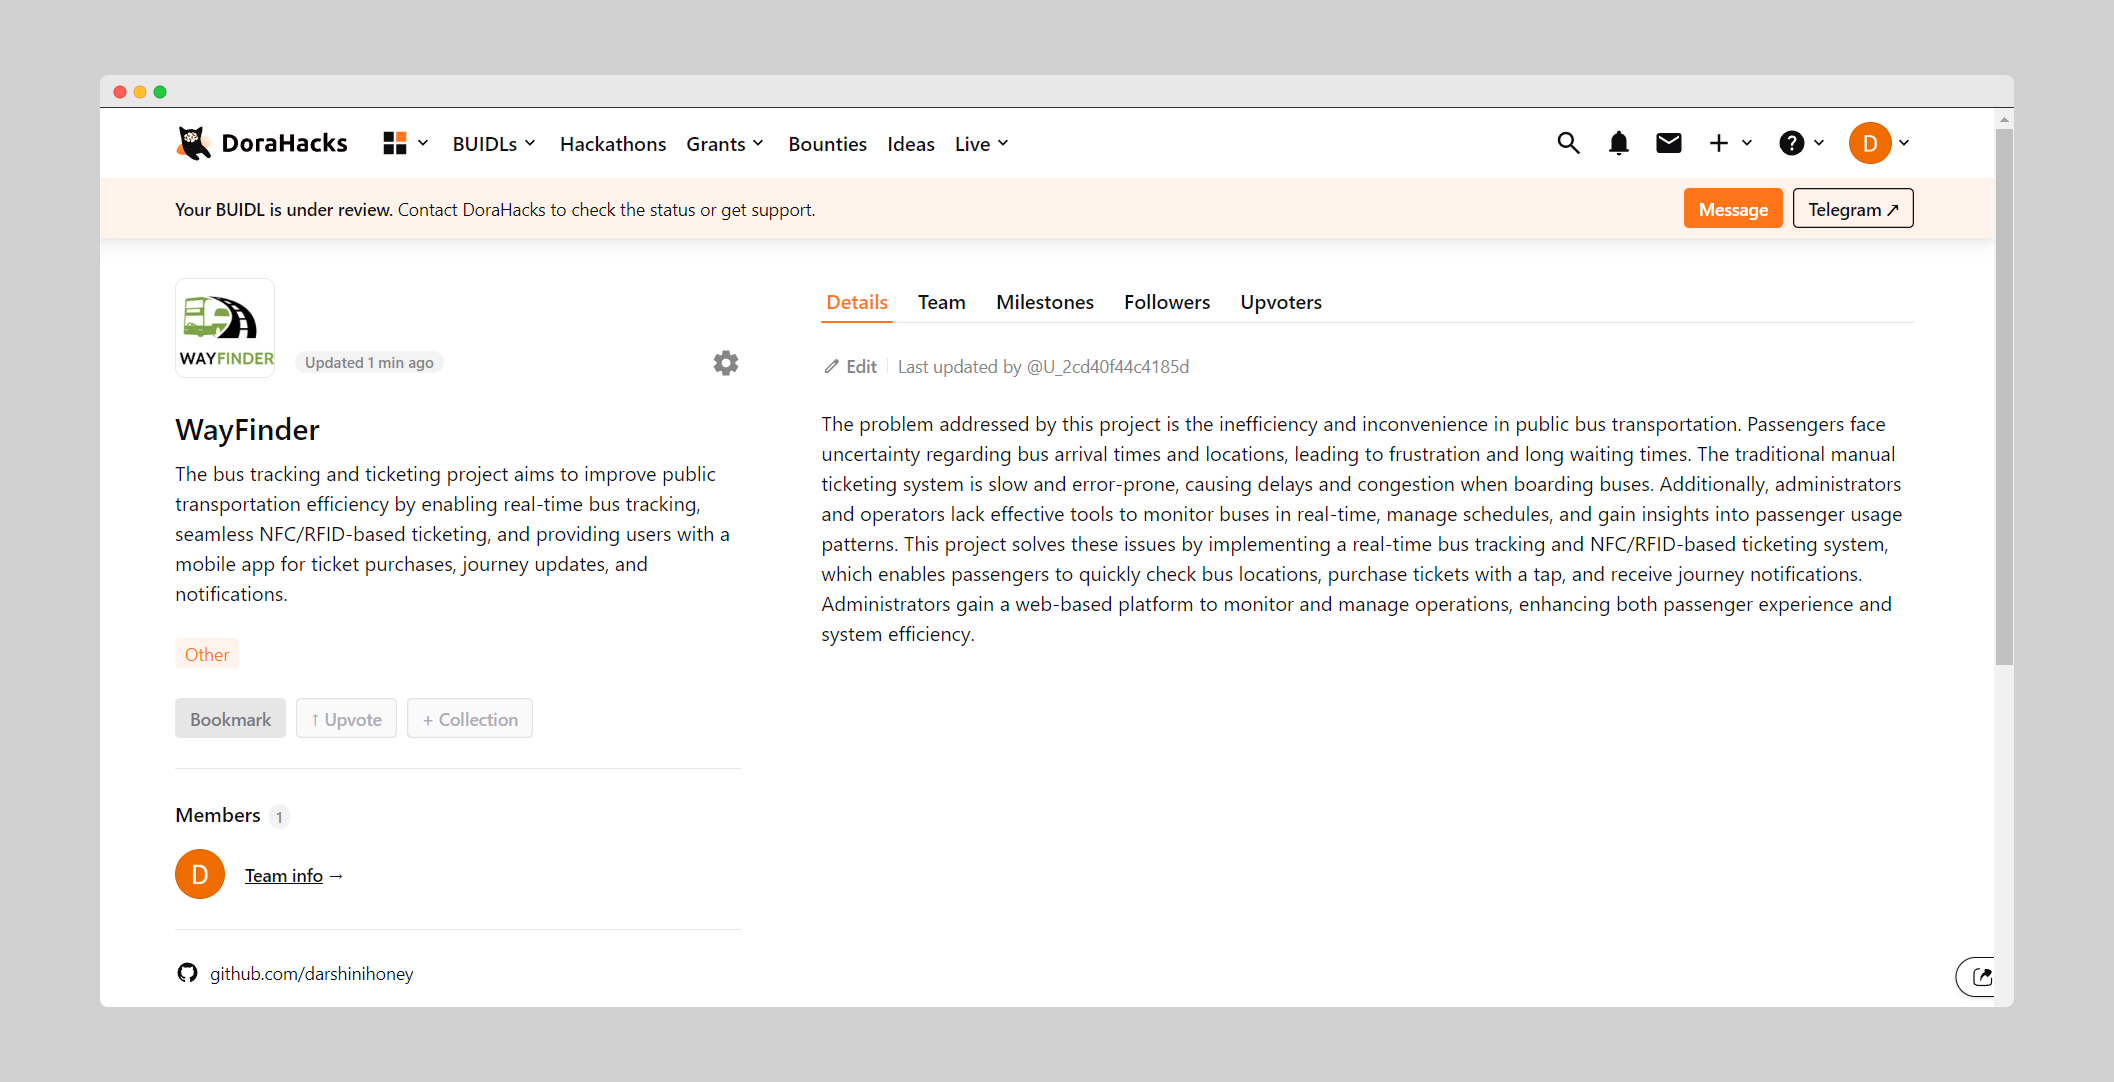 DoraHacks BUIDLs Hackathons Grants Bounties Ideas Live D
Your BUIDL is under review. Contact DoraHacks to check the status or get support. Message Telegram ↗
WAYFINDER
Updated 1 min ago
WayFinder
The bus tracking and ticketing project aims to improve public
transportation efficiency by enabling real-time bus tracking,
seamless NFC/RFID-based ticketing, and providing users with a
mobile app for ticket purchases, journey updates, and
notifications.
Other
Bookmark ↑ Upvote + Collection
Members 1
D Team info →
github.com/darshinihoney
Details Team Milestones Followers Upvoters
Edit Last updated by @U_2cd40f44c4185d
The problem addressed by this project is the inefficiency and inconvenience in public bus transportation. Passengers face
uncertainty regarding bus arrival times and locations, leading to frustration and long waiting times. The traditional manual
ticketing system is slow and error-prone, causing delays and congestion when boarding buses. Additionally, administrators
and operators lack effective tools to monitor buses in real-time, manage schedules, and gain insights into passenger usage
patterns. This project solves these issues by implementing a real-time bus tracking and NFC/RFID-based ticketing system,
which enables passengers to quickly check bus locations, purchase tickets with a tap, and receive journey notifications.
Administrators gain a web-based platform to monitor and manage operations, enhancing both passenger experience and
system efficiency.